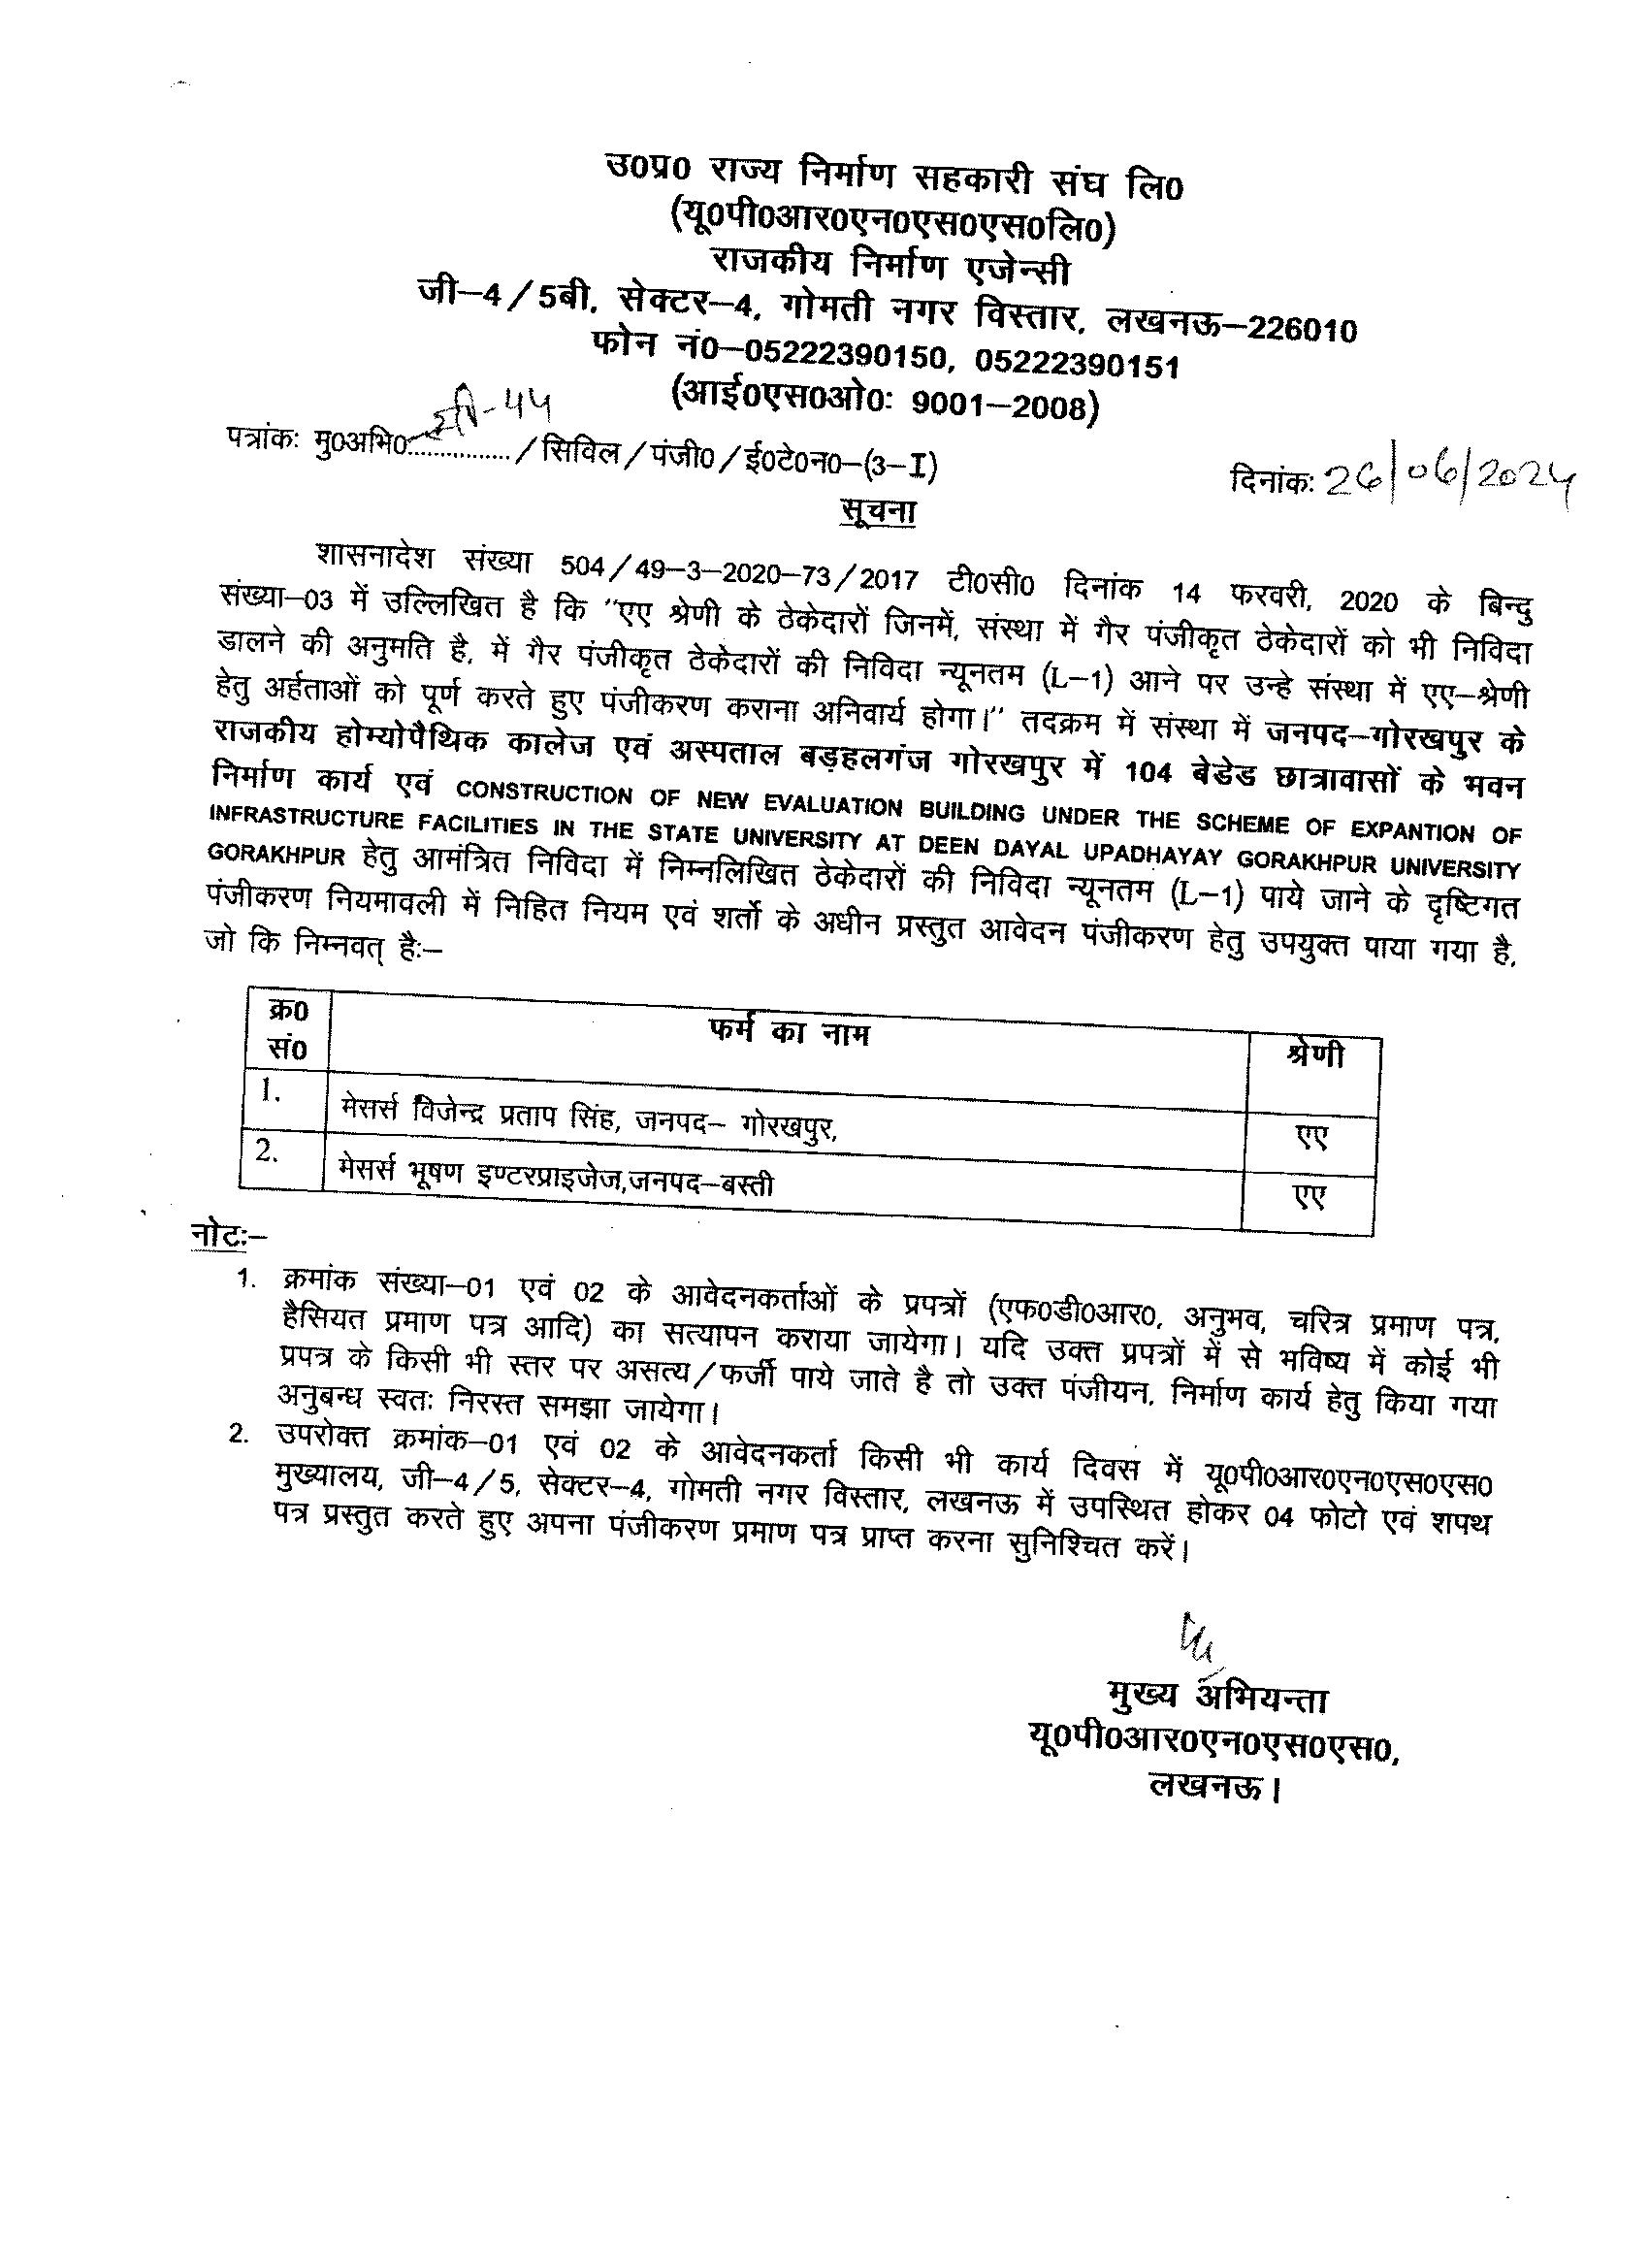 उ0प्र0 राज्य निर्माण सहकारी संघ लि0
(यू0पी0आर0एन0एस0एस0लि0)
राजकीय निर्माण एजेन्सी
जी–4/5बी, सेक्टर–4, गोमती नगर विस्तार, लखनऊ–226010
फोन नं0–05222390150, 05222390151
(आई0एस0ओ0: 9001–2008)
पत्रांकः मु0अभि0............../सिविल/पंजी0/ई0टे0न0–(3–I)
दिनांकः 26/06/2024
सूचना
शासनादेश संख्या 504/49–3–2020–73/2017 टी0सी0 दिनांक 14 फरवरी, 2020 के बिन्दु
संख्या–03 में उल्लिखित है कि "एए श्रेणी के ठेकेदारों जिनमें, संस्था में गैर पंजीकृत ठेकेदारों को भी निविदा
डालने की अनुमति है, में गैर पंजीकृत ठेकेदारों की निविदा न्यूनतम (L–1) आने पर उन्हे संस्था में एए–श्रेणी
हेतु अर्हताओं को पूर्ण करते हुए पंजीकरण कराना अनिवार्य होगा।" तदक्रम में संस्था में जनपद–गोरखपुर के
राजकीय होम्योपैथिक कालेज एवं अस्पताल बड़हलगंज गोरखपुर में 104 बेडेड छात्रावासों के भवन
निर्माण कार्य एवं CONSTRUCTION OF NEW EVALUATION BUILDING UNDER THE SCHEME OF EXPANTION OF
INFRASTRUCTURE FACILITIES IN THE STATE UNIVERSITY AT DEEN DAYAL UPADHAYAY GORAKHPUR UNIVERSITY
GORAKHPUR हेतु आमंत्रित निविदा में निम्नलिखित ठेकेदारों की निविदा न्यूनतम (L–1) पाये जाने के दृष्टिगत
पंजीकरण नियमावली में निहित नियम एवं शर्तो के अधीन प्रस्तुत आवेदन पंजीकरण हेतु उपयुक्त पाया गया है,
जो कि निम्नवत् हैः–
क्र0 सं0 फर्म का नाम श्रेणी
1. मेसर्स विजेन्द्र प्रताप सिंह, जनपद– गोरखपुर, एए
2. मेसर्स भूषण इण्टरप्राइजेज,जनपद–बस्ती एए
नोटः–
1. क्रमांक संख्या–01 एवं 02 के आवेदनकर्ताओं के प्रपत्रों (एफ0डी0आर0, अनुभव, चरित्र प्रमाण पत्र,
हैसियत प्रमाण पत्र आदि) का सत्यापन कराया जायेगा। यदि उक्त प्रपत्रों में से भविष्य में कोई भी
प्रपत्र के किसी भी स्तर पर असत्य/फर्जी पाये जाते है तो उक्त पंजीयन, निर्माण कार्य हेतु किया गया
अनुबन्ध स्वतः निरस्त समझा जायेगा।
2. उपरोक्त क्रमांक–01 एवं 02 के आवेदनकर्ता किसी भी कार्य दिवस में यू0पी0आर0एन0एस0एस0
मुख्यालय, जी–4/5, सेक्टर–4, गोमती नगर विस्तार, लखनऊ में उपस्थित होकर 04 फोटो एवं शपथ
पत्र प्रस्तुत करते हुए अपना पंजीकरण प्रमाण पत्र प्राप्त करना सुनिश्चित करें।
मुख्य अभियन्ता
यू0पी0आर0एन0एस0एस0,
लखनऊ।